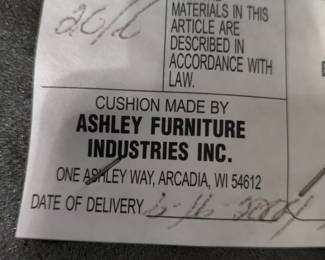 MATERIALS IN THIS
ARTICLE ARE
DESCRIBED IN
ACCORDANCE WITH
LAW.
CUSHION MADE BY
ASHLEY FURNITURE
INDUSTRIES INC.
ONE ASHLEY WAY, ARCADIA, WI 54612
DATE OF DELIVERY